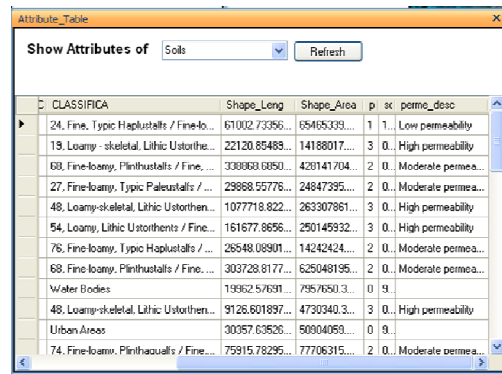 Attribute_Table
Show Attributes of Soils Refresh
C CLASSIFICA Shape_Leng Shape_Area p sc perme_desc
24, Fine, Typic Haplustalfs / Fine-lo... 61002.73356... 65465339.... 1 1... Low permeability
19, Loamy - skeletal, Lithic Ustorthe... 22120.85489... 14188017.... 3 0... High permeability
68, Fine-loamy, Plinthustalfs / Fine, ... 338868.6850... 428141704... 2 0... Moderate permea...
27, Fine-loamy, Typic Paleustalfs / ... 29868.55776... 24847395.... 2 0... Moderate permea...
48, Loamy-skeletal, Lithic Ustorthen... 1077718.822... 263307861... 3 0... High permeability
54, Loamy, Lithic Ustorthents / Fine... 161677.8656... 250145932... 3 0... High permeability
76, Fine-loamy, Typic Haplustalfs / ... 26548.08901... 14242424.... 2 0... Moderate permea...
68, Fine-loamy, Plinthustalfs / Fine, ... 303728.8177... 625048195... 2 0... Moderate permea...
Water Bodies 19962.57691... 7957650.3... 0 9...
48, Loamy-skeletal, Lithic Ustorthen... 9126.601897... 4730340.3... 3 0... High permeability
Urban Areas 30357.63526... 50904059.... 0 9...
74, Fine-loamy, Plinthaqualfs / Fine... 75915.78295... 77706315.... 2 0... Moderate permea...